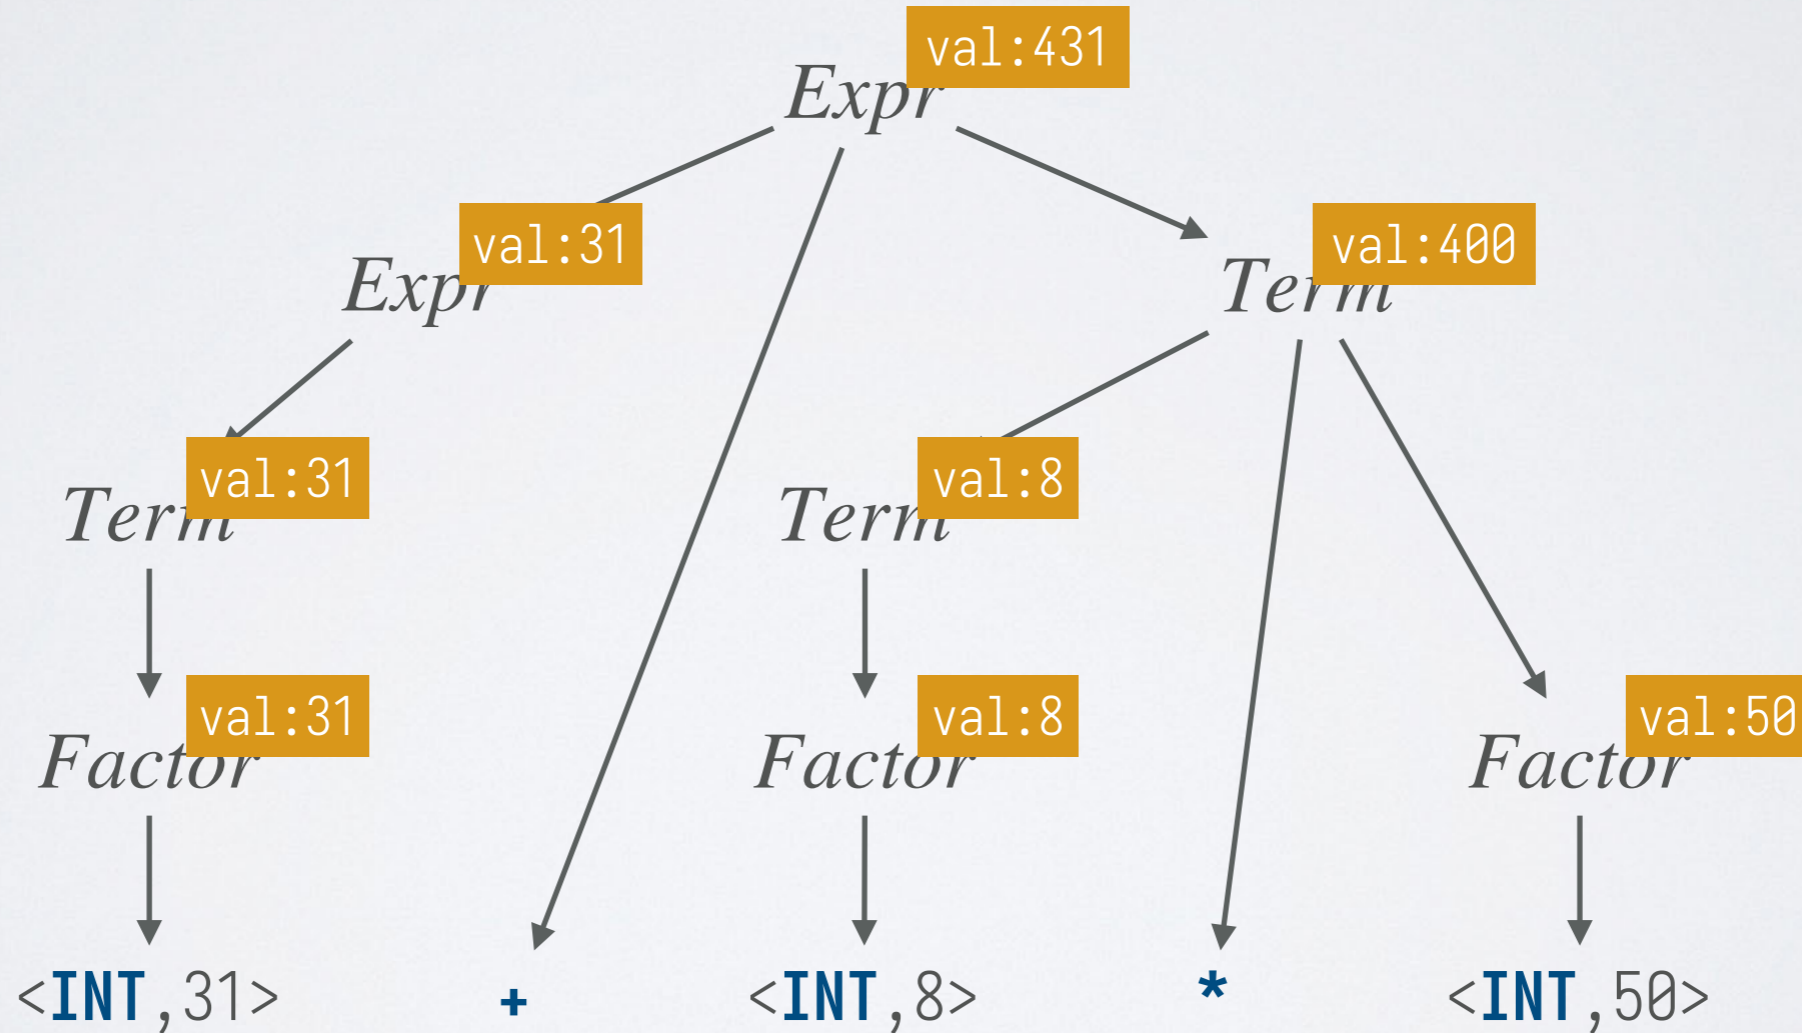 val:431
Expr
val:31
val:400
Expr
Term
val:31
val:8
Term
Term
val:31
val:8
val:50
Factor
Factor
Factor
<INT,31> + <INT,8> * <INT,50>